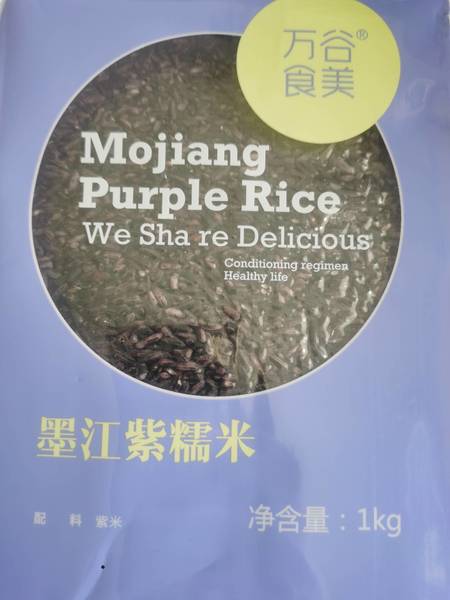 万谷®
食美
Mojiang
Purple Rice
We Sha re Delicious
Conditioning regimen
Healthy life
墨江紫糯米
配 料 紫米
净含量：1kg